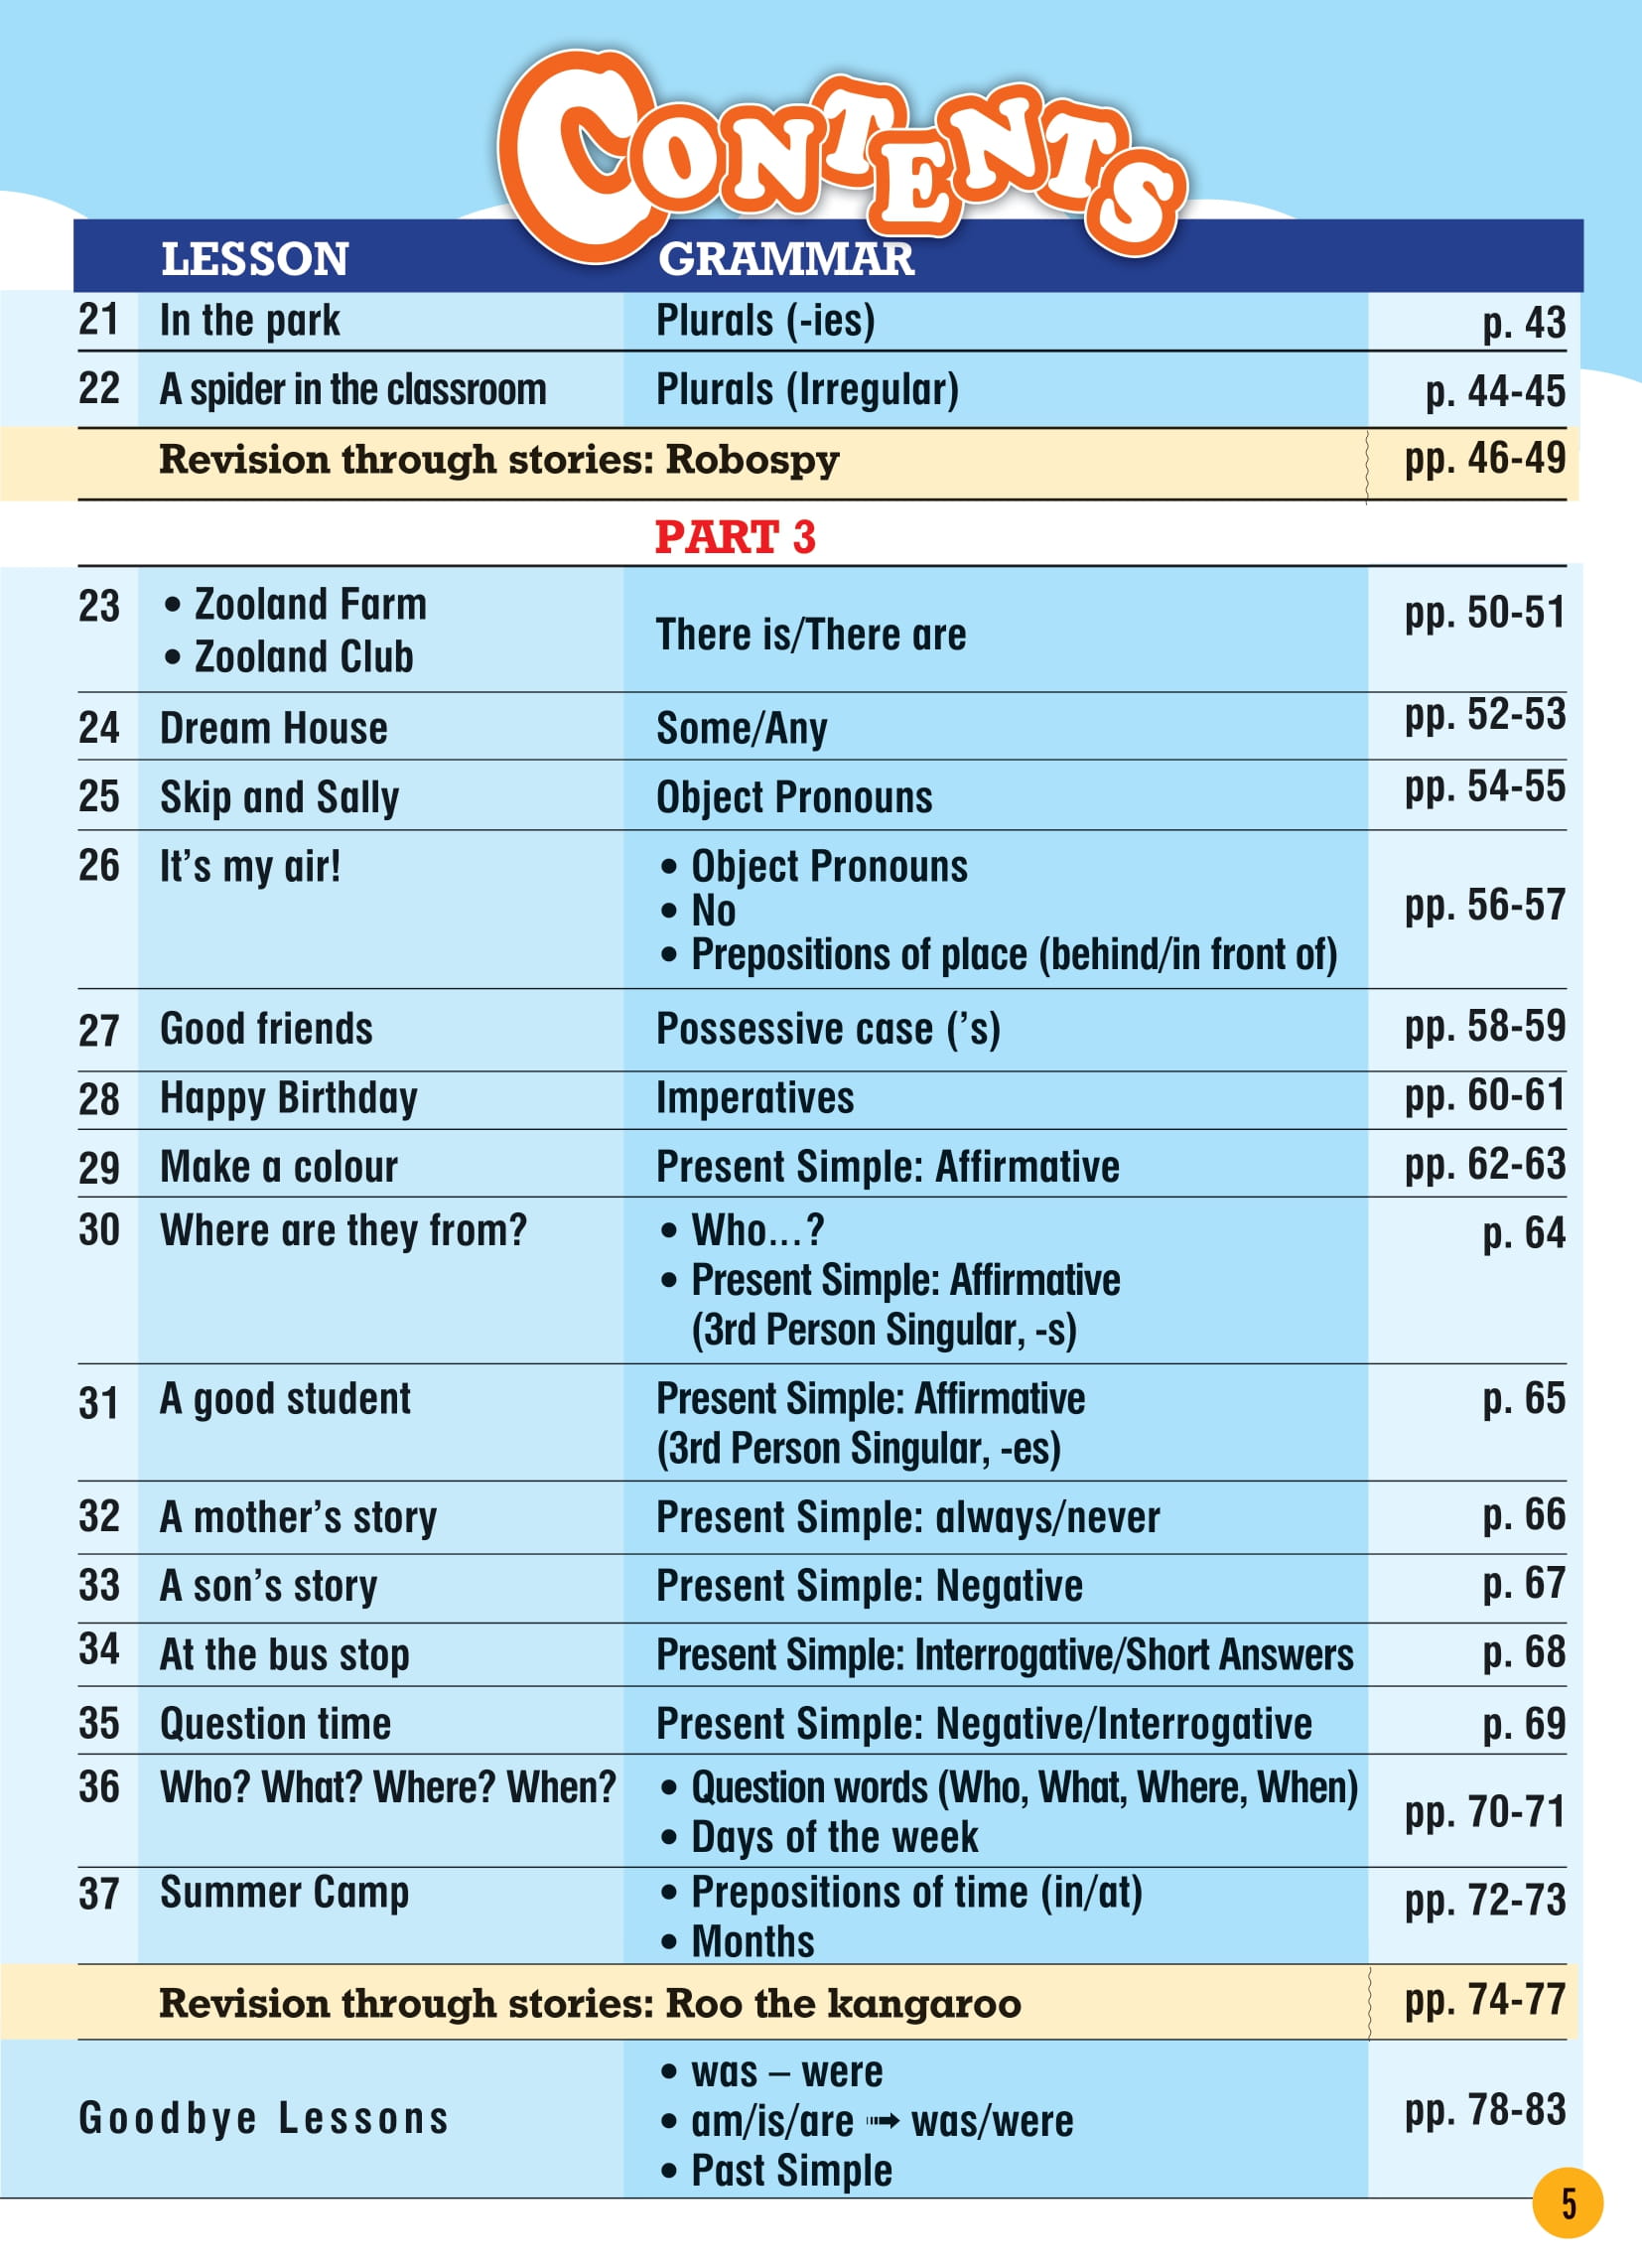 CONTENTS
LESSON GRAMMAR
21 In the park Plurals (-ies) p. 43
22 A spider in the classroom Plurals (Irregular) p. 44-45
Revision through stories: Robospy pp. 46-49
PART 3
23 • Zooland Farm
• Zooland Club
There is/There are
pp. 50-51
24 Dream House Some/Any pp. 52-53
25 Skip and Sally Object Pronouns pp. 54-55
26 It’s my air! • Object Pronouns
• No
• Prepositions of place (behind/in front of)
pp. 56-57
27 Good friends Possessive case (’s) pp. 58-59
28 Happy Birthday Imperatives pp. 60-61
29 Make a colour Present Simple: Affirmative pp. 62-63
30 Where are they from? • Who...? p. 64
• Present Simple: Affirmative
(3rd Person Singular, -s)
31 A good student Present Simple: Affirmative p. 65
(3rd Person Singular, -es)
32 A mother’s story Present Simple: always/never p. 66
33 A son’s story Present Simple: Negative p. 67
34 At the bus stop Present Simple: Interrogative/Short Answers p. 68
35 Question time Present Simple: Negative/Interrogative p. 69
36 Who? What? Where? When? • Question words (Who, What, Where, When)
• Days of the week
pp. 70-71
37 Summer Camp • Prepositions of time (in/at) pp. 72-73
• Months
Revision through stories: Roo the kangaroo pp. 74-77
Goodbye Lessons
• was – were
• am/is/are ➟ was/were
• Past Simple
pp. 78-83
5